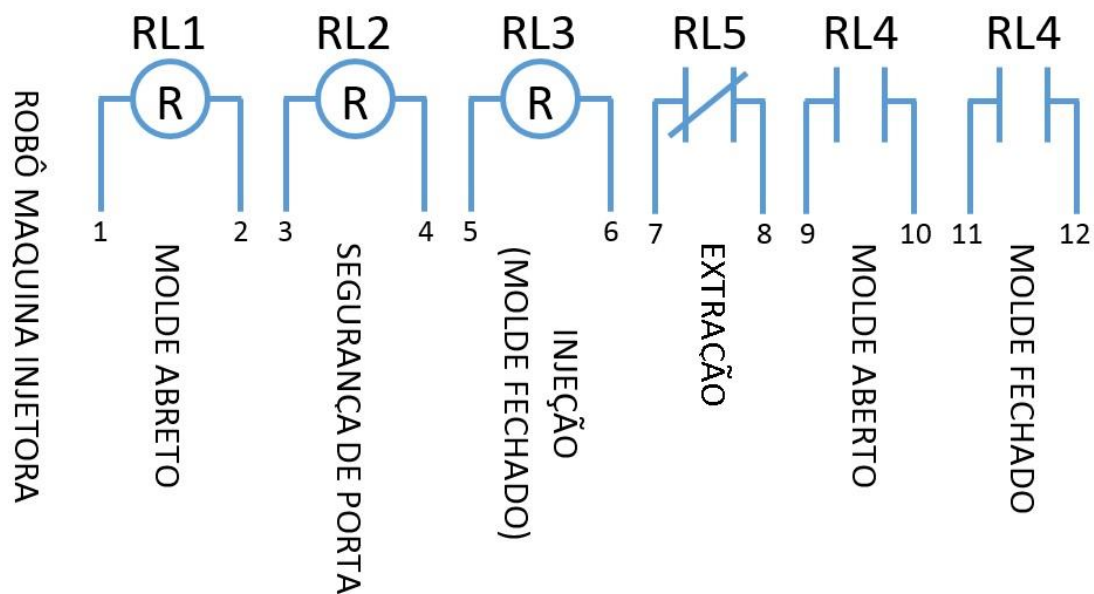 RL1 RL2 RL3 RL5 RL4 RL4
R R R
1 2 3 4 5 6 7 8 9 10 11 12
ROBÔ MAQUINA INJETORA
MOLDE ABRETO
SEGURANÇA DE PORTA
INJEÇÃO
(MOLDE FECHADO)
EXTRAÇÃO
MOLDE ABERTO
MOLDE FECHADO